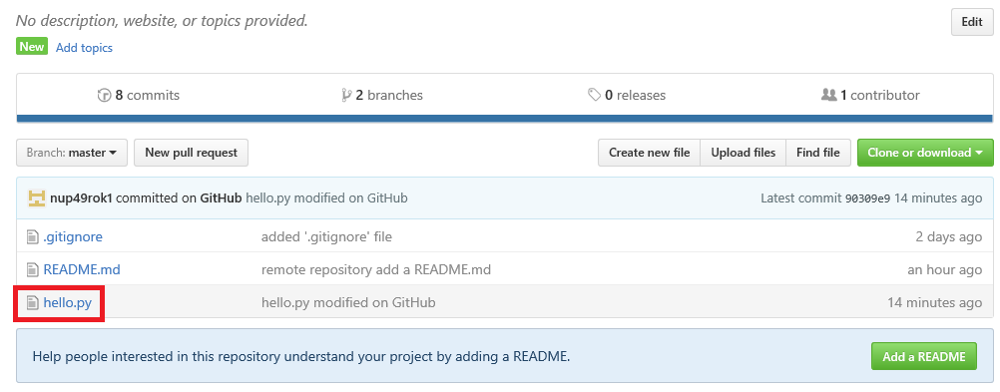 No description, website, or topics provided. Edit
New Add topics
8 commits 2 branches 0 releases 1 contributor
Branch: master New pull request Create new file Upload files Find file Clone or download
nup49rok1 committed on GitHub hello.py modified on GitHub Latest commit 90309e9 14 minutes ago
.gitignore added '.gitignore' file 2 days ago
README.md remote repository add a README.md an hour ago
hello.py hello.py modified on GitHub 14 minutes ago
Help people interested in this repository understand your project by adding a README. Add a README